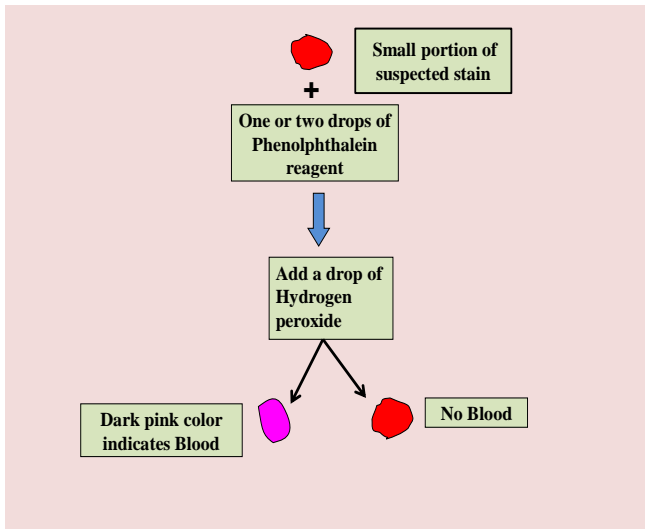 Small portion of
suspected stain
+
One or two drops of
Phenolphthalein
reagent
Add a drop of
Hydrogen
peroxide
Dark pink color
indicates Blood
No Blood